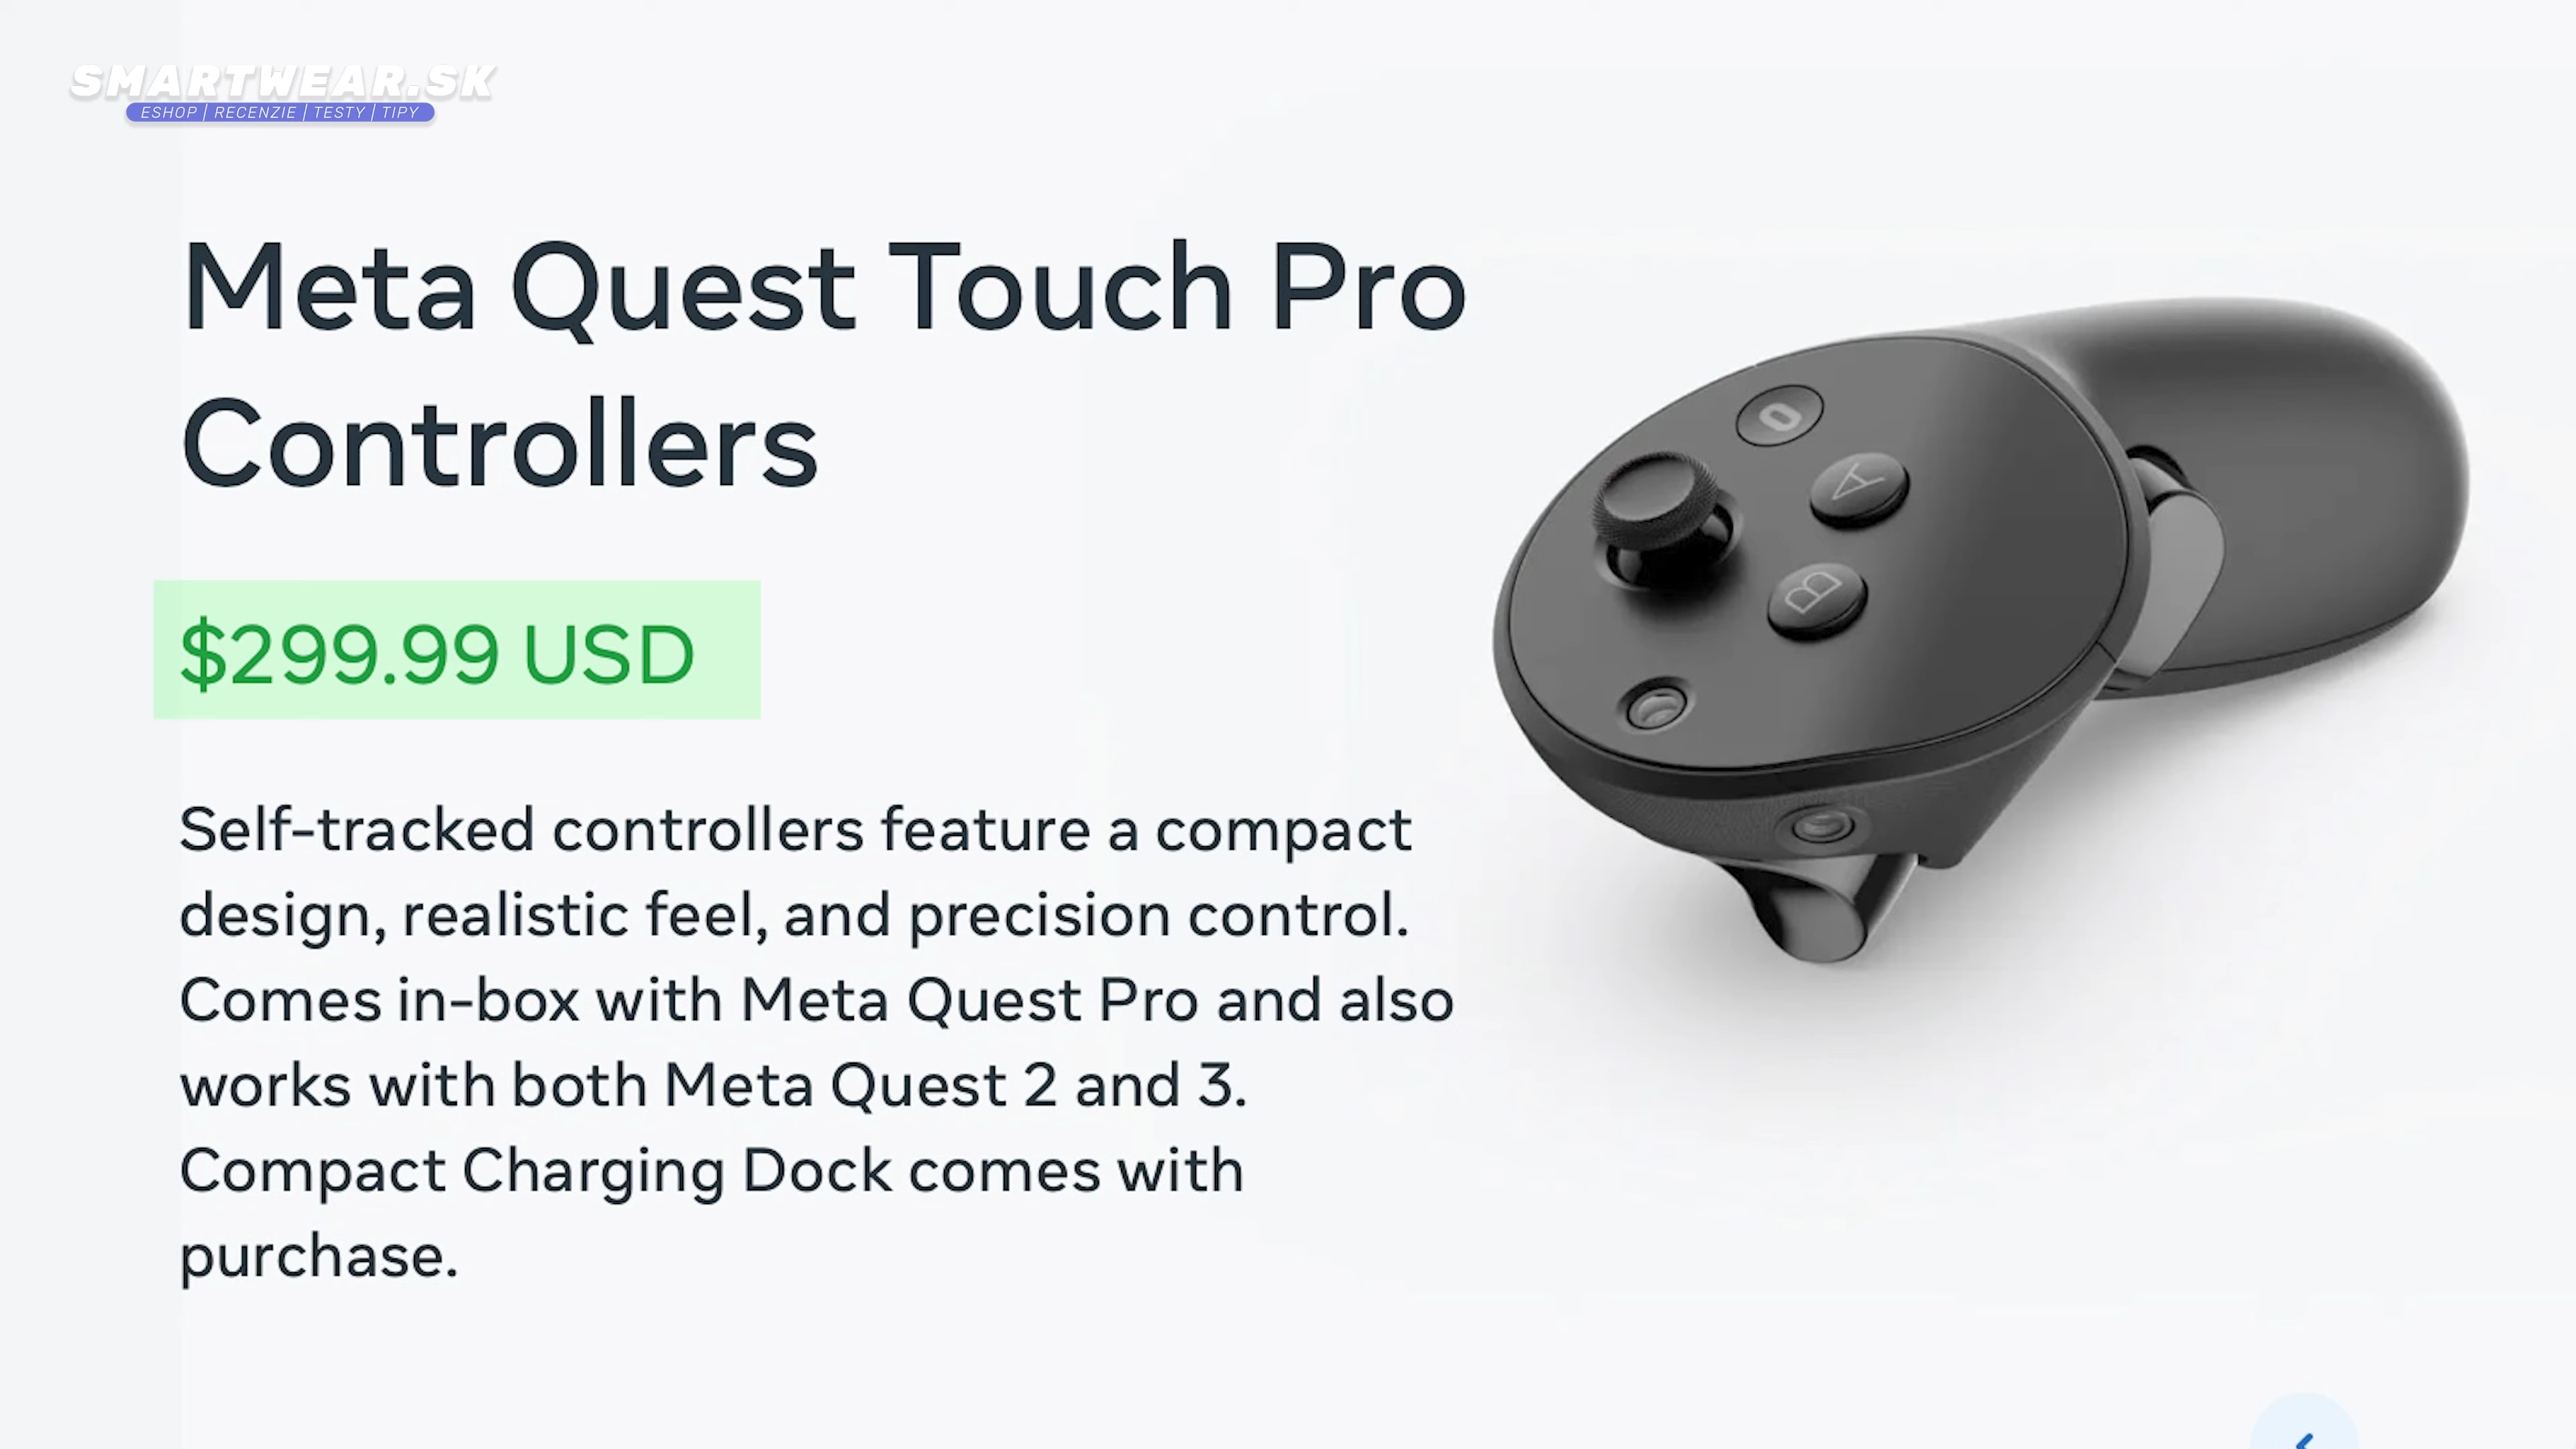 SMARTWEAR.SK
ESHOP | RECENZIE | TESTY | TIPY
Meta Quest Touch Pro
Controllers
$299.99 USD
Self-tracked controllers feature a compact
design, realistic feel, and precision control.
Comes in-box with Meta Quest Pro and also
works with both Meta Quest 2 and 3.
Compact Charging Dock comes with
purchase.
A
B